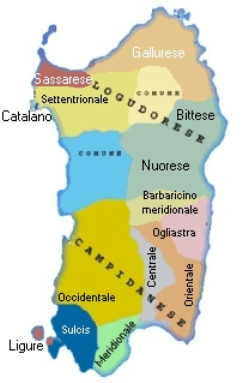 Gallurese
Sassarese
Settentrionale
COMUNE
LOGUDORESE
Catalano
Bittese
COMUNE
Nuorese
Barbaricino
meridionale
Ogliastra
CAMPIDANESE
Centrale
Orientale
Occidentale
Sulcis
Meridionale
Ligure